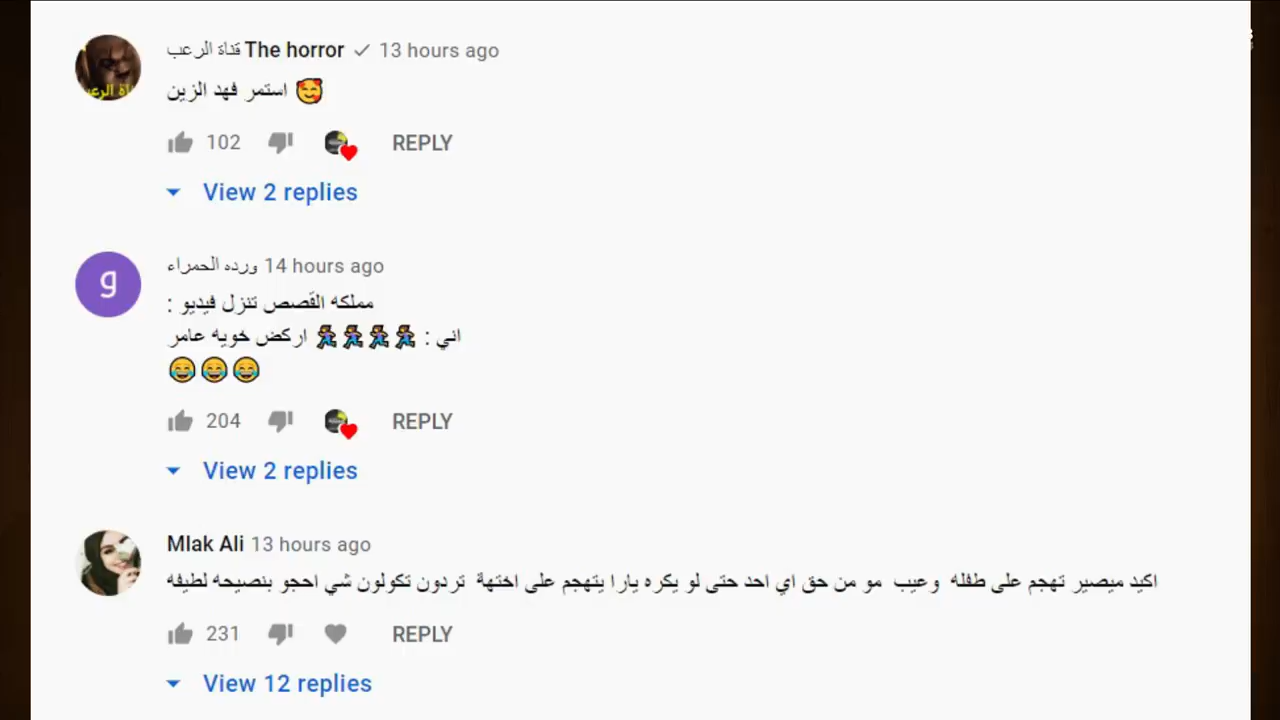 قناة الرعب The horror 13 hours ago
استمر فهد الزين 🥰
102 REPLY
View 2 replies
g
ورده الحمراء 14 hours ago
مملكه القصص تنزل فيديو :
اني : 🏃‍♀️🏃‍♀️🏃‍♀️🏃‍♀️ اركض خويه عامر
😂😂😂
204 REPLY
View 2 replies
Mlak Ali 13 hours ago
اكيد ميصير تهجم على طفله وعيب مو من حق اي احد حتى لو يكره يارا يتهجم على اختهة تردون تكولون شي احجو بنصيحه لطيفه
231 REPLY
View 12 replies